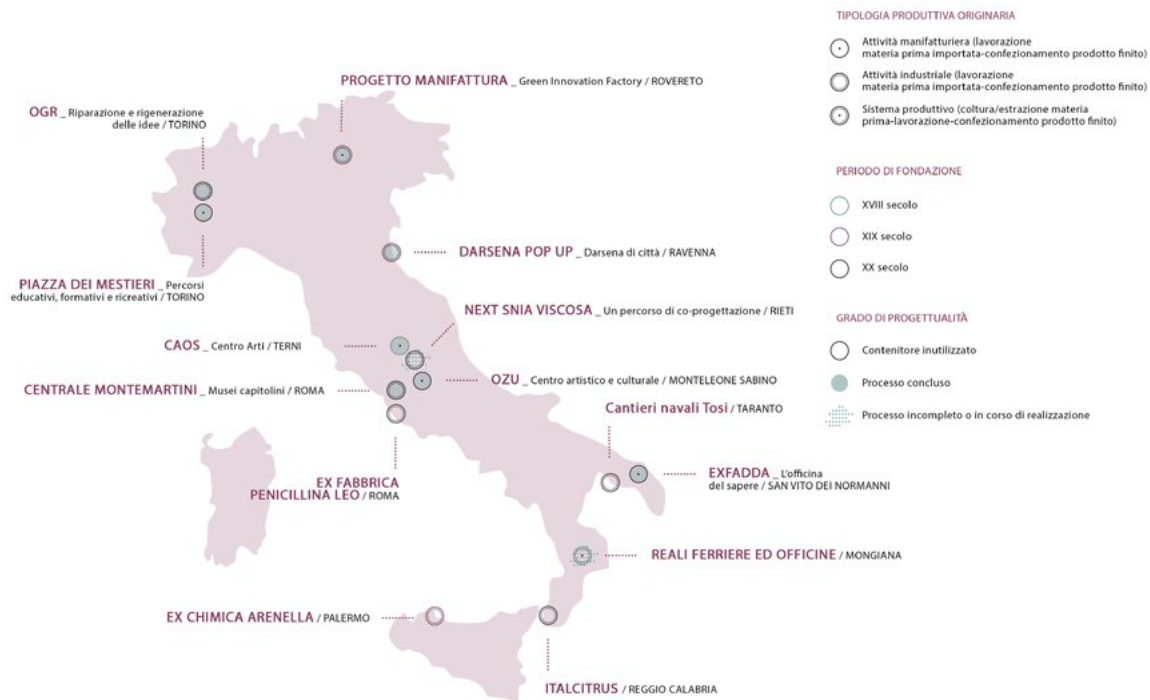 PROGETTO MANIFATTURA _ Green Innovation Factory / ROVERETO
OGR _ Riparazione e rigenerazione
delle idee / TORINO
DARSENA POP UP _ Darsena di città / RAVENNA
PIAZZA DEI MESTIERI _ Percorsi
educativi, formativi e ricreativi / TORINO
NEXT SNIA VISCOSA _ Un percorso di co-progettazione / RIETI
CAOS _ Centro Arti / TERNI
OZU _ Centro artistico e culturale / MONTELEONE SABINO
CENTRALE MONTEMARTINI _ Musei capitolini / ROMA
Cantieri navali Tosi / TARANTO
EX FABBRICA
PENICILLINA LEO / ROMA
EXFADDA _ L'officina
del sapere / SAN VITO DEI NORMANNI
REALI FERRIERE ED OFFICINE / MONGIANA
EX CHIMICA ARENELLA / PALERMO
ITALCITRUS / REGGIO CALABRIA
TIPOLOGIA PRODUTTIVA ORIGINARIA
Attività manifatturiera (lavorazione
materia prima importata-confezionamento prodotto finito)
Attività industriale (lavorazione
materia prima importata-confezionamento prodotto finito)
Sistema produttivo (coltura/estrazione materia
prima-lavorazione-confezionamento prodotto finito)
PERIODO DI FONDAZIONE
XVIII secolo
XIX secolo
XX secolo
GRADO DI PROGETTUALITÀ
Contenitore inutilizzato
Processo concluso
Processo incompleto o in corso di realizzazione